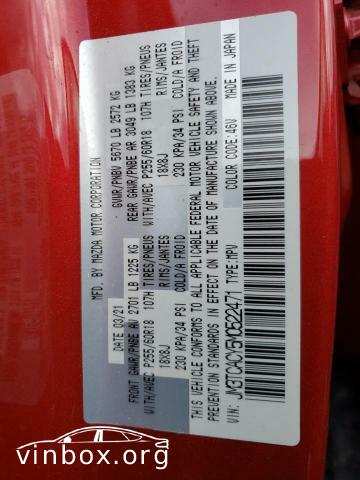 MFD. BY MAZDA MOTOR CORPORATION
DATE 03/21 GVWR/PNBV 5670 LB 2572 KG
FRONT GAWR/PNBE AV 2701 LB 1225 KG REAR GAWR/PNBE AR 3049 LB 1383 KG
WITH/AVEC P255/60R18 107H TIRES/PNEUS WITH/AVEC P255/60R18 107H TIRES/PNEUS
18X8J RIMS/JANTES 18X8J RIMS/JANTES
230 KPA/34 PSI COLD/A FROID 230 KPA/34 PSI COLD/A FROID
THIS VEHICLE CONFORMS TO ALL APPLICABLE FEDERAL MOTOR VEHICLE SAFETY AND THEFT
PREVENTION STANDARDS IN EFFECT ON THE DATE OF MANUFACTURE SHOWN ABOVE.
VIN: JM3TCACY5M0522471 TYPE:MPV COLOR CODE:46V MADE IN JAPAN
vinbox.org